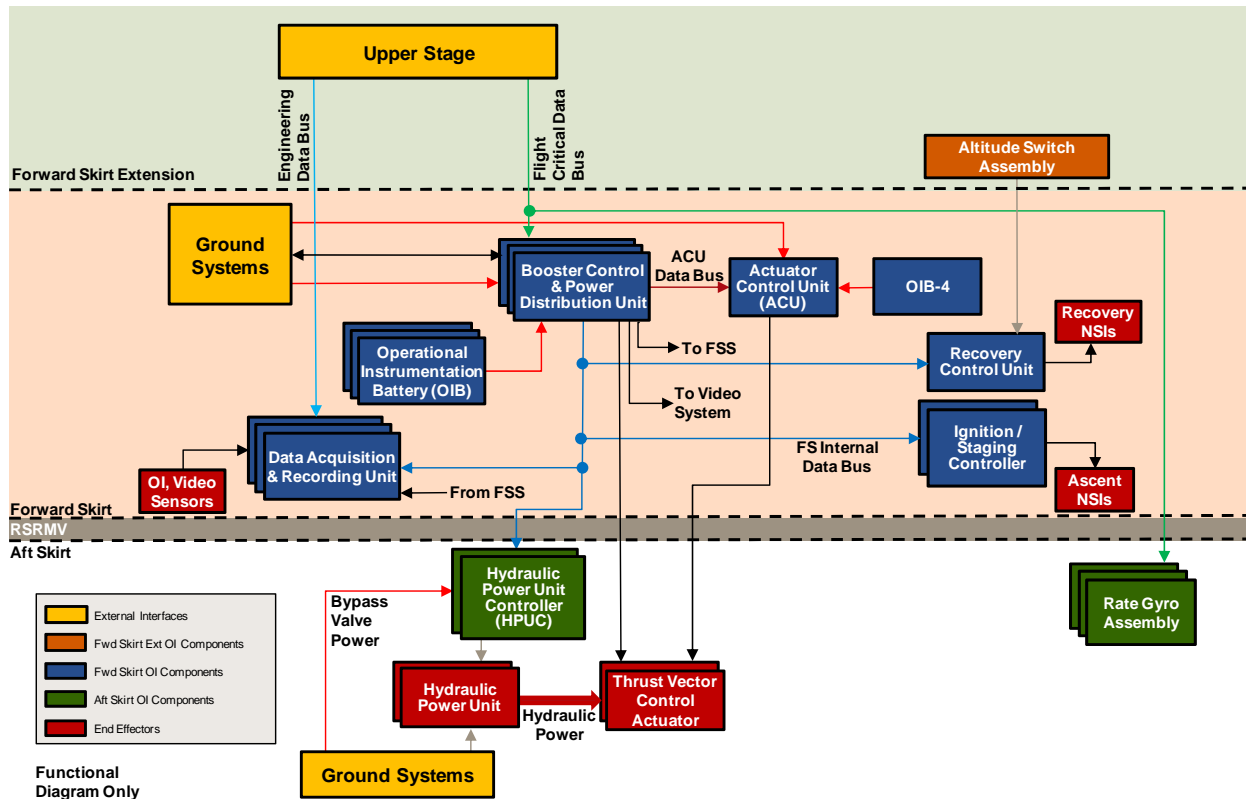 Upper Stage
Engineering
Data Bus
Flight
Critical Data
Bus
Altitude Switch
Assembly
Forward Skirt Extension
Ground
Systems
Booster Control
& Power
Distribution Unit
ACU
Data Bus
Actuator
Control Unit
(ACU)
OIB-4
Recovery
NSIs
Operational
Instrumentation
Battery (OIB)
To FSS
Recovery
Control Unit
To Video
System
Data Acquisition
& Recording Unit
FS Internal
Data Bus
Ignition /
Staging
Controller
OI, Video
Sensors
From FSS
Ascent
NSIs
Forward Skirt
RSRMV
Aft Skirt
Hydraulic
Power Unit
Controller
(HPUC)
Bypass
Valve
Power
Rate Gyro
Assembly
External Interfaces
Fwd Skirt Ext OI Components
Fwd Skirt OI Components
Aft Skirt OI Components
End Effectors
Hydraulic
Power Unit
Hydraulic
Power
Thrust Vector
Control
Actuator
Ground Systems
Functional
Diagram Only